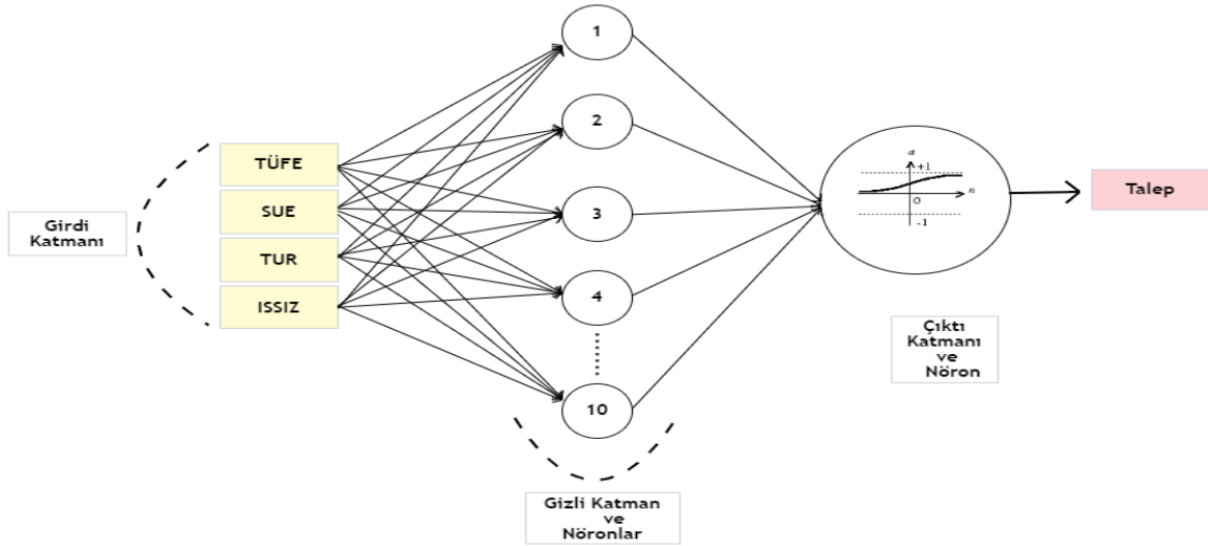 Girdi
Katmanı
TÜFE
SUE
TUR
ISSIZ
1
2
3
4
10
Gizli Katman
ve
Nöronlar
a
+1
n
0
-1
Çıktı
Katmanı
ve
Nöron
Talep